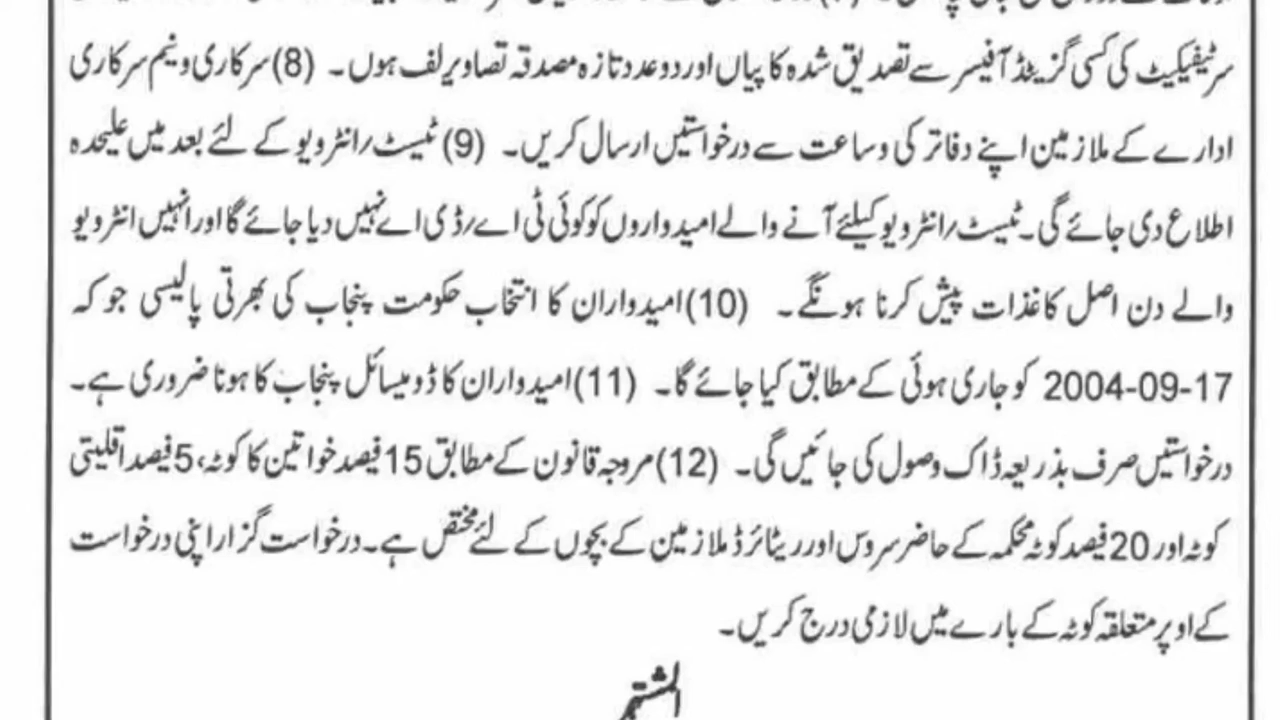 سرٹیفیکیٹ کی کسی گزیٹڈ آفیسر سے تصدیق شدہ کاپیاں اور دو عدد تازہ مصدقہ تصاویر لف ہوں۔ (8) سرکاری و نیم سرکاری
ادارے کے ملازمین اپنے دفاتر کی وساعت سے درخواستیں ارسال کریں۔ (9) ٹیسٹ/انٹرویو کے لئے بعد میں علیحدہ
اطلاع دی جائے گی۔ ٹیسٹ/انٹرویو کیلئے آنے والے امیدواروں کو کوئی ٹی اے/ڈی اے نہیں دیا جائے گا اور انہیں انٹرویو
والے دن اصل کاغذات پیش کرنا ہونگے۔ (10) امیدواران کا انتخاب حکومت پنجاب کی بھرتی پالیسی جو کہ
17-09-2004 کو جاری ہوئی کے مطابق کیا جائے گا۔ (11) امیدواران کا ڈومیسائل پنجاب کا ہونا ضروری ہے۔
درخواستیں صرف بذریعہ ڈاک وصول کی جائیں گی۔ (12) مروجہ قانون کے مطابق 15 فیصد خواتین کا کوٹہ، 5 فیصد اقلیتی
کوٹہ اور 20 فیصد کوٹہ محکمہ کے حاضر سروس اور ریٹائرڈ ملازمین کے بچوں کے لئے مختص ہے۔ درخواست گزار اپنی درخواست
کے اوپر متعلقہ کوٹہ کے بارے میں لازمی درج کریں۔
المشتہر